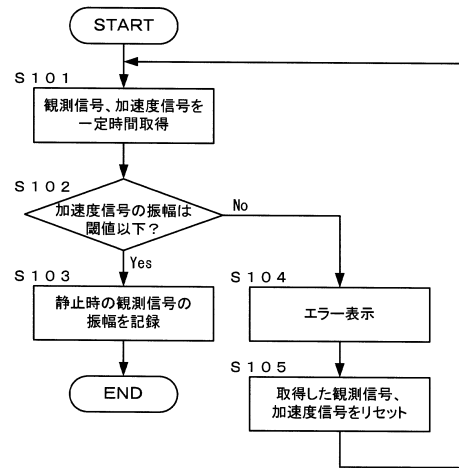 START
S101
観測信号、加速度信号を
一定時間取得
S102
加速度信号の振幅は
閾値以下？
No
Yes
S103
静止時の観測信号の
振幅を記録
S104
エラー表示
END
S105
取得した観測信号、
加速度信号をリセット